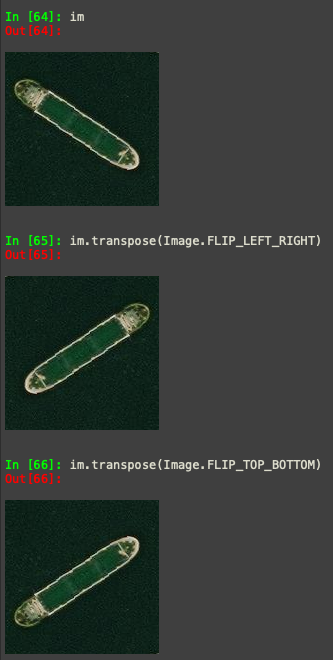 In [64]: im
Out[64]:
In [65]: im.transpose(Image.FLIP_LEFT_RIGHT)
Out[65]:
In [66]: im.transpose(Image.FLIP_TOP_BOTTOM)
Out[66]: